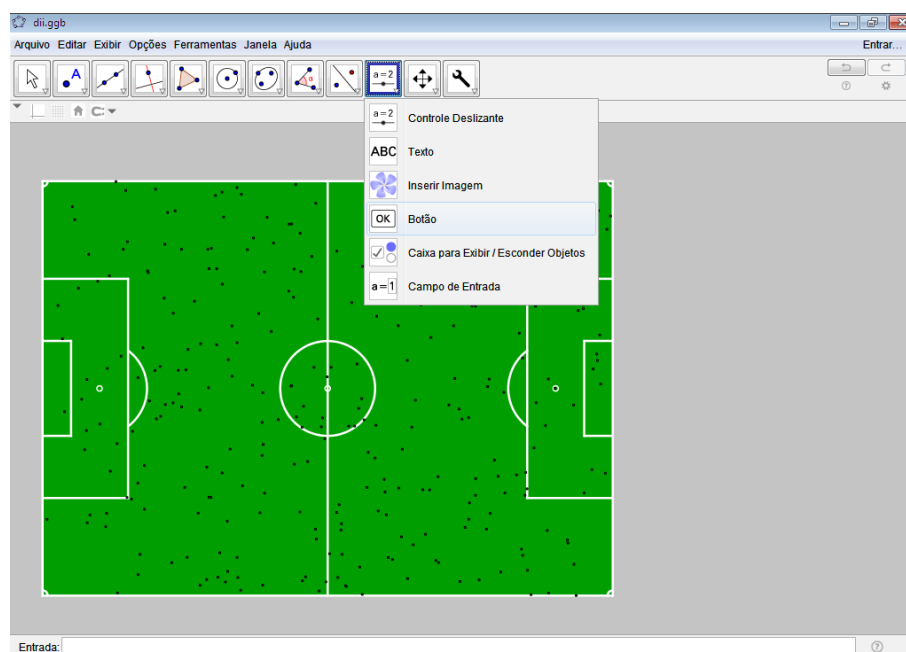 dii.ggb
Arquivo Editar Exibir Opções Ferramentas Janela Ajuda
Entrar...
A
α
a=2
a=2
Controle Deslizante
ABC
Texto
Inserir Imagem
OK
Botão
Caixa para Exibir / Esconder Objetos
a=1
Campo de Entrada
Entrada: